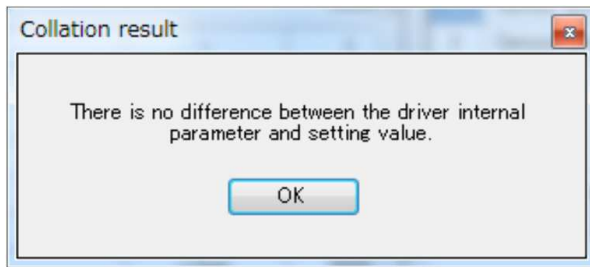 Collation result
There is no difference between the driver internal
parameter and setting value.
OK